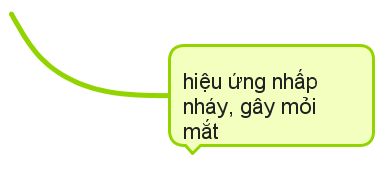 hiệu ứng nhấp
nháy, gây mỏi
mắt